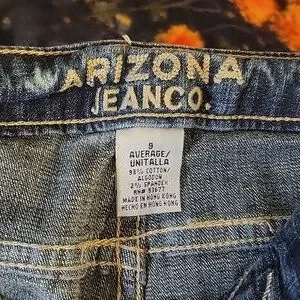 ARIZONA
JEANCO.
9
AVERAGE/
UNITALLA
98% COTTON/
ALGODON
2% SPANDEX
RN# 93677
MADE IN HONG KONG
HECHO EN HONG KONG